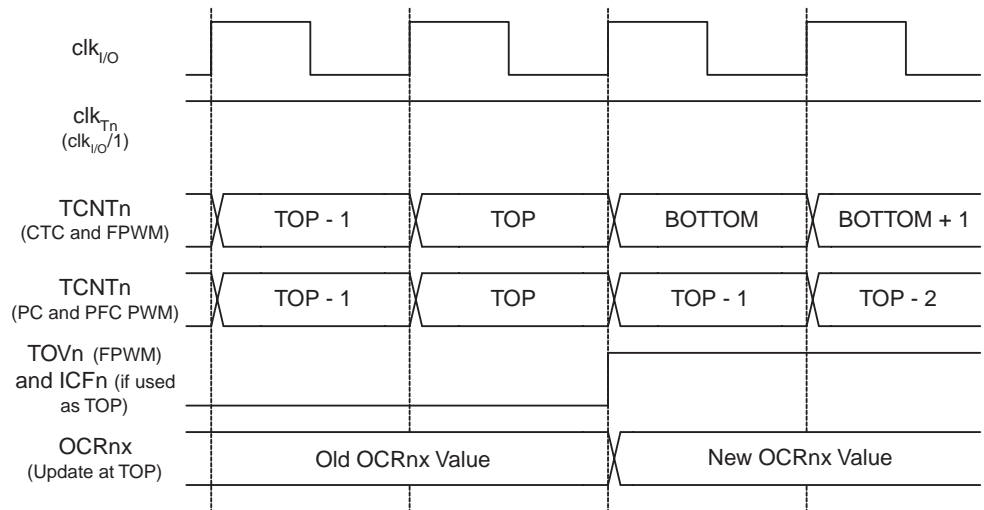 clkI/O
clkTn
(clkI/O/1)
TCNTn
(CTC and FPWM)
TOP - 1
TOP
BOTTOM
BOTTOM + 1
TCNTn
(PC and PFC PWM)
TOP - 1
TOP
TOP - 1
TOP - 2
TOVn (FPWM)
and ICFn (if used
as TOP)
OCRnx
(Update at TOP)
Old OCRnx Value
New OCRnx Value